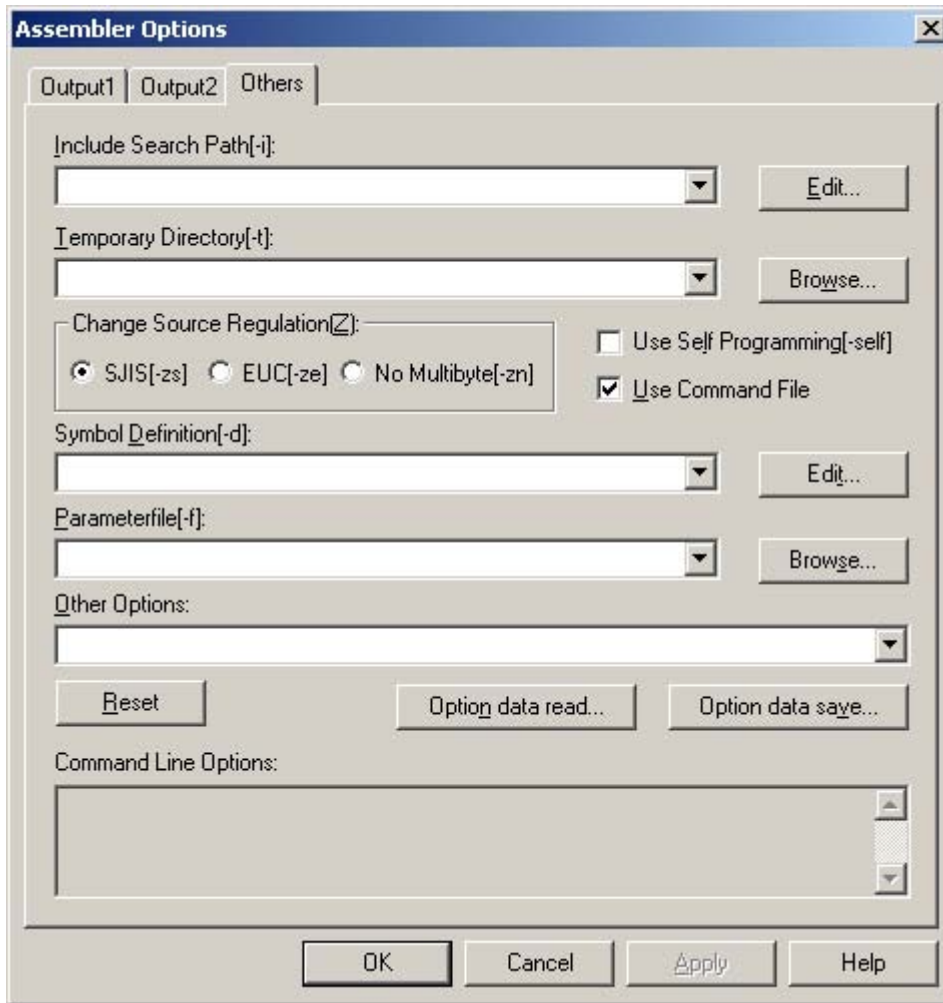 Assembler Options
Output1 Output2 Others
Include Search Path[-i]:
Edit...
Temporary Directory[-t]:
Browse...
Change Source Regulation(Z):
SJIS[-zs] EUC[-ze] No Multibyte[-zn]
Use Self Programming[-self]
Use Command File
Symbol Definition[-d]:
Edit...
Parameterfile[-f]:
Browse...
Other Options:
Reset Option data read... Option data save...
Command Line Options:
OK Cancel Apply Help